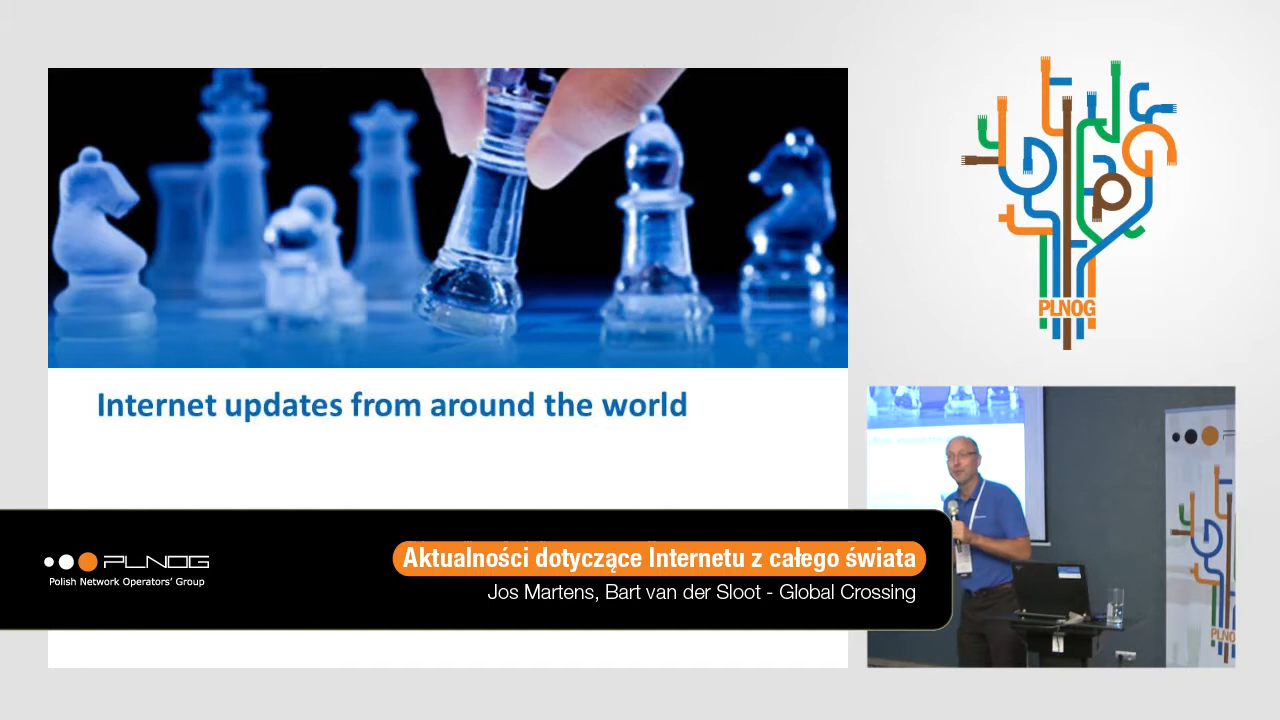 Internet updates from around the world
PLNOG
PLNOG
Polish Network Operators' Group
Aktualności dotyczące Internetu z całego świata
Jos Martens, Bart van der Sloot - Global Crossing
PLNOG